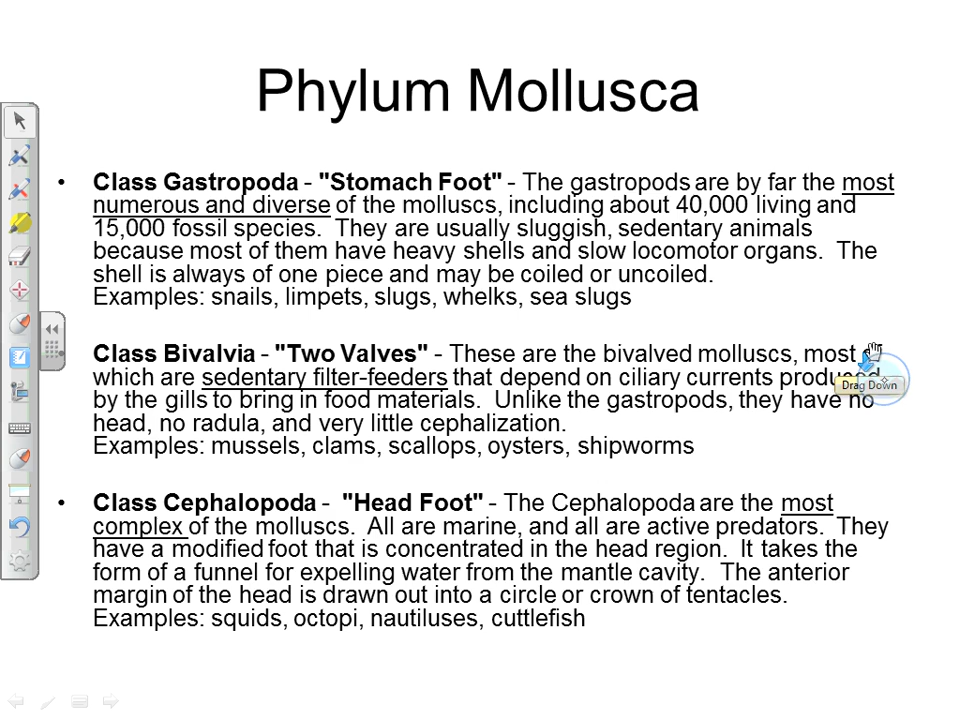 Phylum Mollusca
• Class Gastropoda - "Stomach Foot" - The gastropods are by far the most
numerous and diverse of the molluscs, including about 40,000 living and
15,000 fossil species.  They are usually sluggish, sedentary animals
because most of them have heavy shells and slow locomotor organs.  The
shell is always of one piece and may be coiled or uncoiled.
Examples: snails, limpets, slugs, whelks, sea slugs
Class Bivalvia - "Two Valves" - These are the bivalved molluscs, most of
which are sedentary filter-feeders that depend on ciliary currents produced
Drag Down
by the gills to bring in food materials.  Unlike the gastropods, they have no
head, no radula, and very little cephalization.
Examples: mussels, clams, scallops, oysters, shipworms
• Class Cephalopoda -  "Head Foot" - The Cephalopoda are the most
complex of the molluscs.  All are marine, and all are active predators.  They
have a modified foot that is concentrated in the head region.  It takes the
form of a funnel for expelling water from the mantle cavity.  The anterior
margin of the head is drawn out into a circle or crown of tentacles.
Examples: squids, octopi, nautiluses, cuttlefish